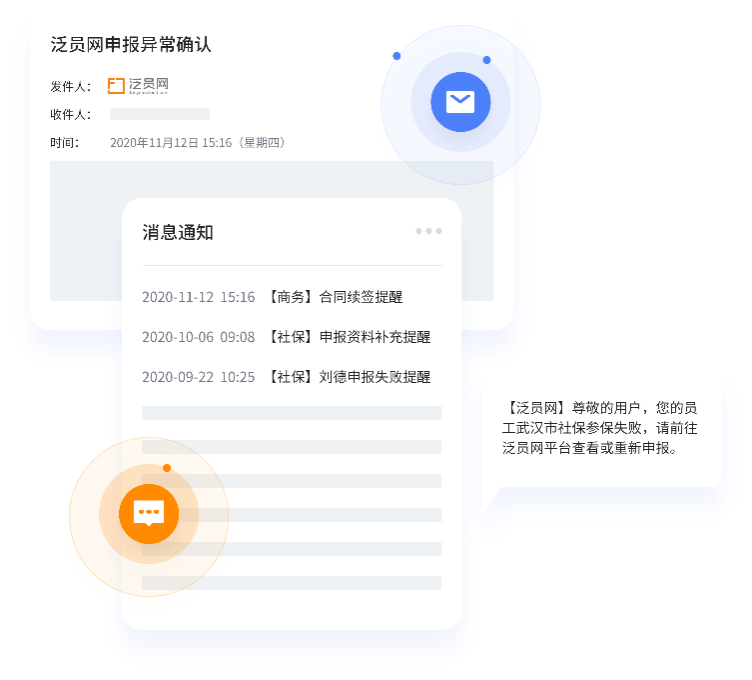 泛员网申报异常确认
发件人： 泛员网
收件人：
时间： 2020年11月12日 15:16（星期四）
消息通知
2020-11-12 15:16 【商务】合同续签提醒
2020-10-06 09:08 【社保】申报资料补充提醒
2020-09-22 10:25 【社保】刘德申报失败提醒
【泛员网】尊敬的用户，您的员
工武汉市社保参保失败，请前往
泛员网平台查看或重新申报。